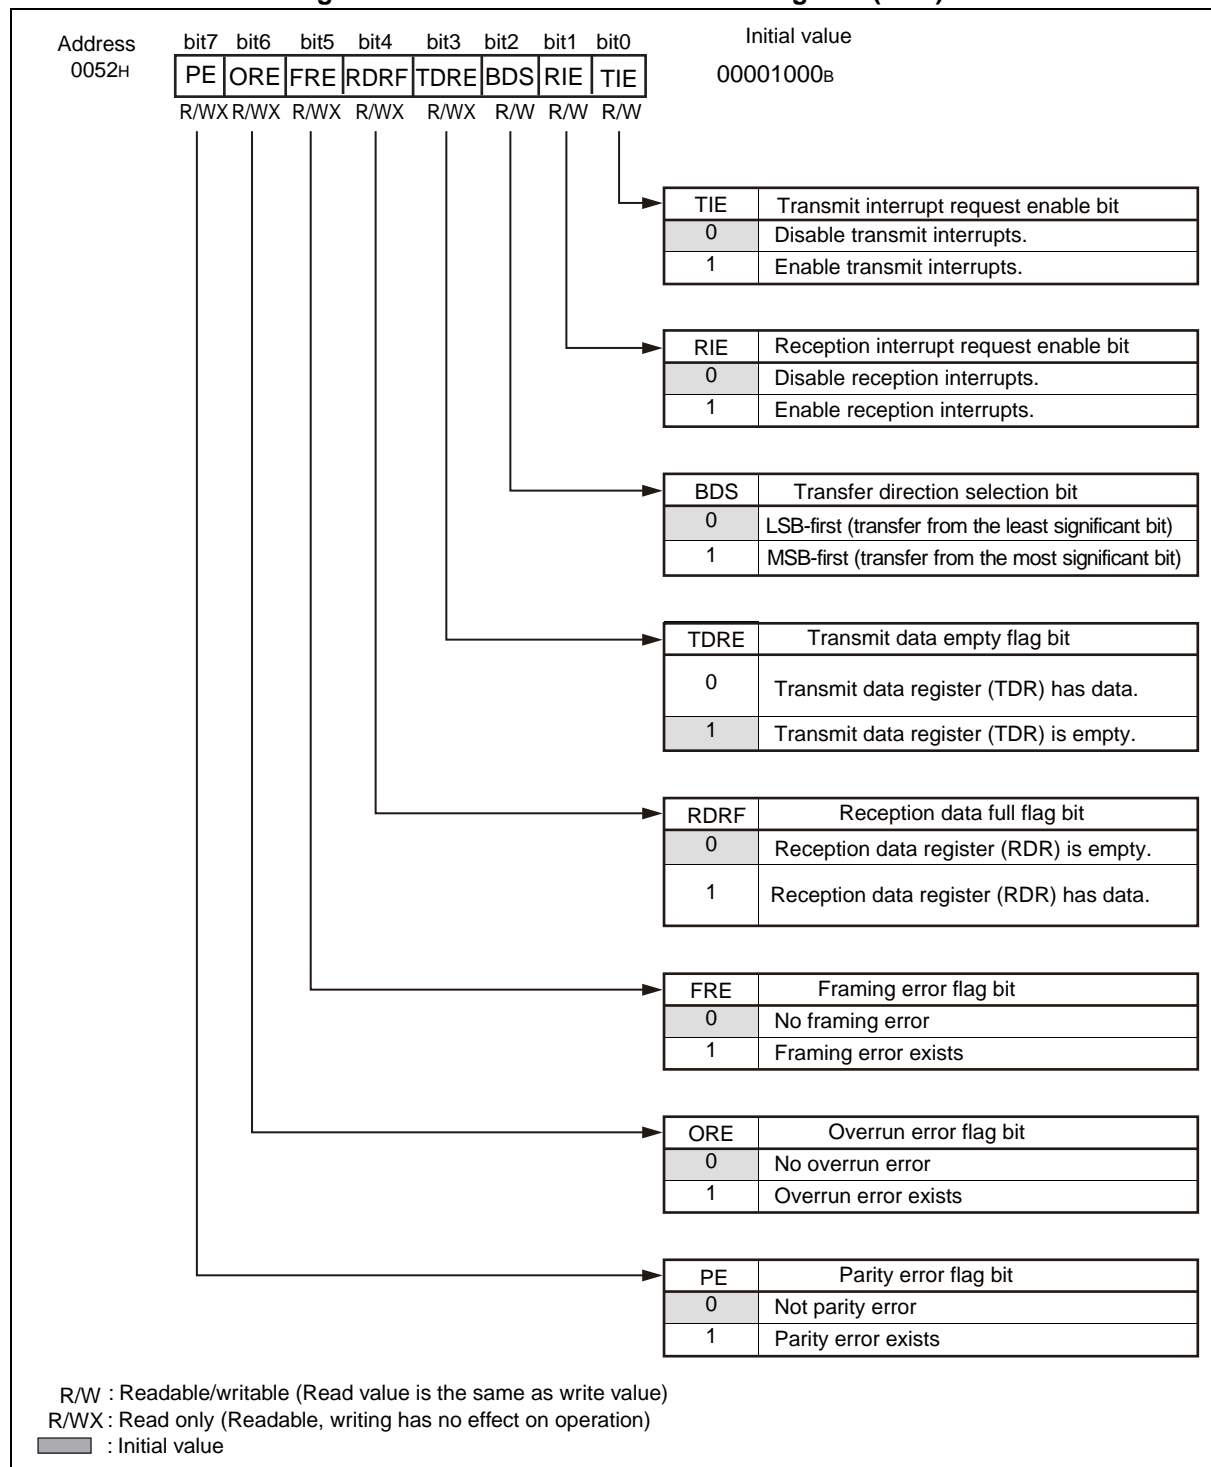 Address bit7 bit6 bit5 bit4 bit3 bit2 bit1 bit0 Initial value
0052H PE ORE FRE RDRF TDRE BDS RIE TIE 00001000B
R/WX R/WX R/WX R/WX R/WX R/W R/W R/W
TIE Transmit interrupt request enable bit
0 Disable transmit interrupts.
1 Enable transmit interrupts.
RIE Reception interrupt request enable bit
0 Disable reception interrupts.
1 Enable reception interrupts.
BDS Transfer direction selection bit
0 LSB-first (transfer from the least significant bit)
1 MSB-first (transfer from the most significant bit)
TDRE Transmit data empty flag bit
0 Transmit data register (TDR) has data.
1 Transmit data register (TDR) is empty.
RDRF Reception data full flag bit
0 Reception data register (RDR) is empty.
1 Reception data register (RDR) has data.
FRE Framing error flag bit
0 No framing error
1 Framing error exists
ORE Overrun error flag bit
0 No overrun error
1 Overrun error exists
PE Parity error flag bit
0 Not parity error
1 Parity error exists
R/W : Readable/writable (Read value is the same as write value)
R/WX : Read only (Readable, writing has no effect on operation)
: Initial value